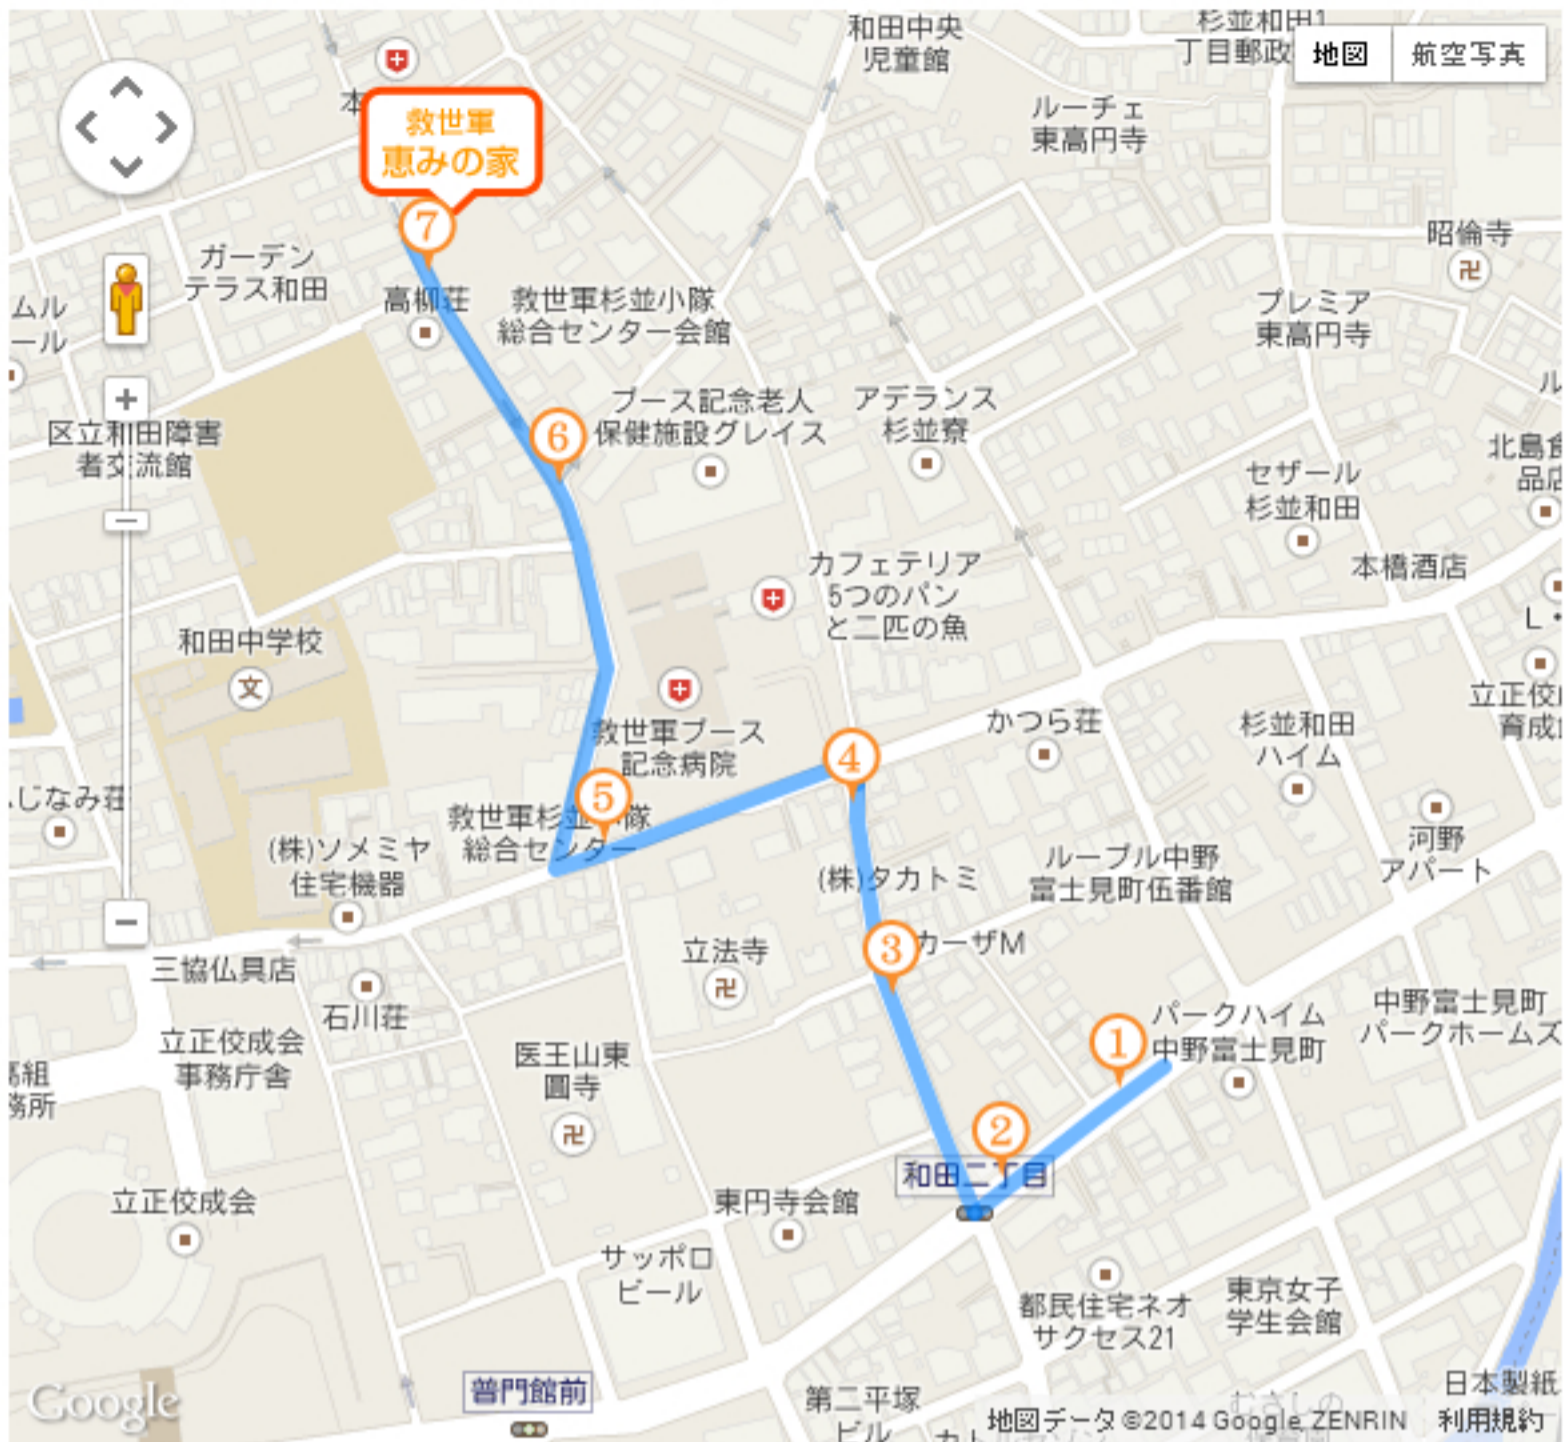 和田中央
児童館
杉並和田1
丁目郵政
地図
航空写真
本
救世軍
恵みの家
7
ルーチェ
東高円寺
昭倫寺
ガーデン
テラス和田
高柳荘
救世軍杉並小隊
総合センター会館
プレミア
東高円寺
ムル
ール
ブース記念老人
保健施設グレイス
アデランス
杉並寮
ル
6
区立和田障害
者交流館
セザール
杉並和田
北島食
品店
カフェテリア
5つのパン
と二匹の魚
本橋酒店
L・
和田中学校
文
救世軍ブース
記念病院
かつら荘
杉並和田
ハイム
立正佼
育成
4
5
じなみ荘
救世軍杉並小隊
総合センター
(株)ソメミヤ
住宅機器
(株)タカトミ
ルーブル中野
富士見町伍番館
河野
アパート
3
カーザM
立法寺
三協仏具店
石川荘
パークハイム
中野富士見町
中野富士見町
パークホームズ
1
立正佼成会
事務庁舎
医王山東
圓寺
組
務所
2
和田二丁目
立正佼成会
東円寺会館
サッポロ
ビール
都民住宅ネオ
サクセス21
東京女子
学生会館
普門館前
第二平塚
ビル
日本製紙
Google
地図データ ©2014 Google, ZENRIN
利用規約